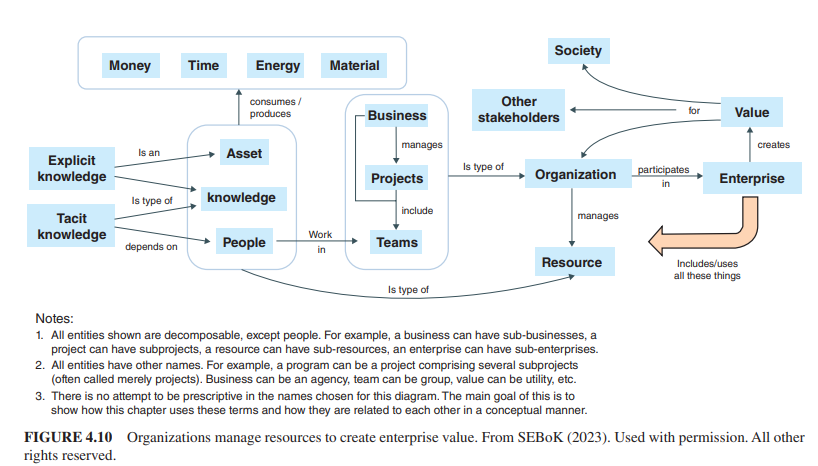 Money Time Energy Material
Society
Other
stakeholders
for
Value
consumes /
produces
Business
creates
manages
Explicit
knowledge
Is an
Asset
Is type of
Organization
participates
in
Enterprise
Projects
Is type of
knowledge
include
manages
Tacit
knowledge
depends on
People
Work
in
Teams
Resource
Includes/uses
all these things
Is type of
Notes:
1. All entities shown are decomposable, except people. For example, a business can have sub-businesses, a
project can have subprojects, a resource can have sub-resources, an enterprise can have sub-enterprises.
2. All entities have other names. For example, a program can be a project comprising several subprojects
(often called merely projects). Business can be an agency, team can be group, value can be utility, etc.
3. There is no attempt to be prescriptive in the names chosen for this diagram. The main goal of this is to
show how this chapter uses these terms and how they are related to each other in a conceptual manner.
FIGURE 4.10 Organizations manage resources to create enterprise value. From SEBoK (2023). Used with permission. All other
rights reserved.